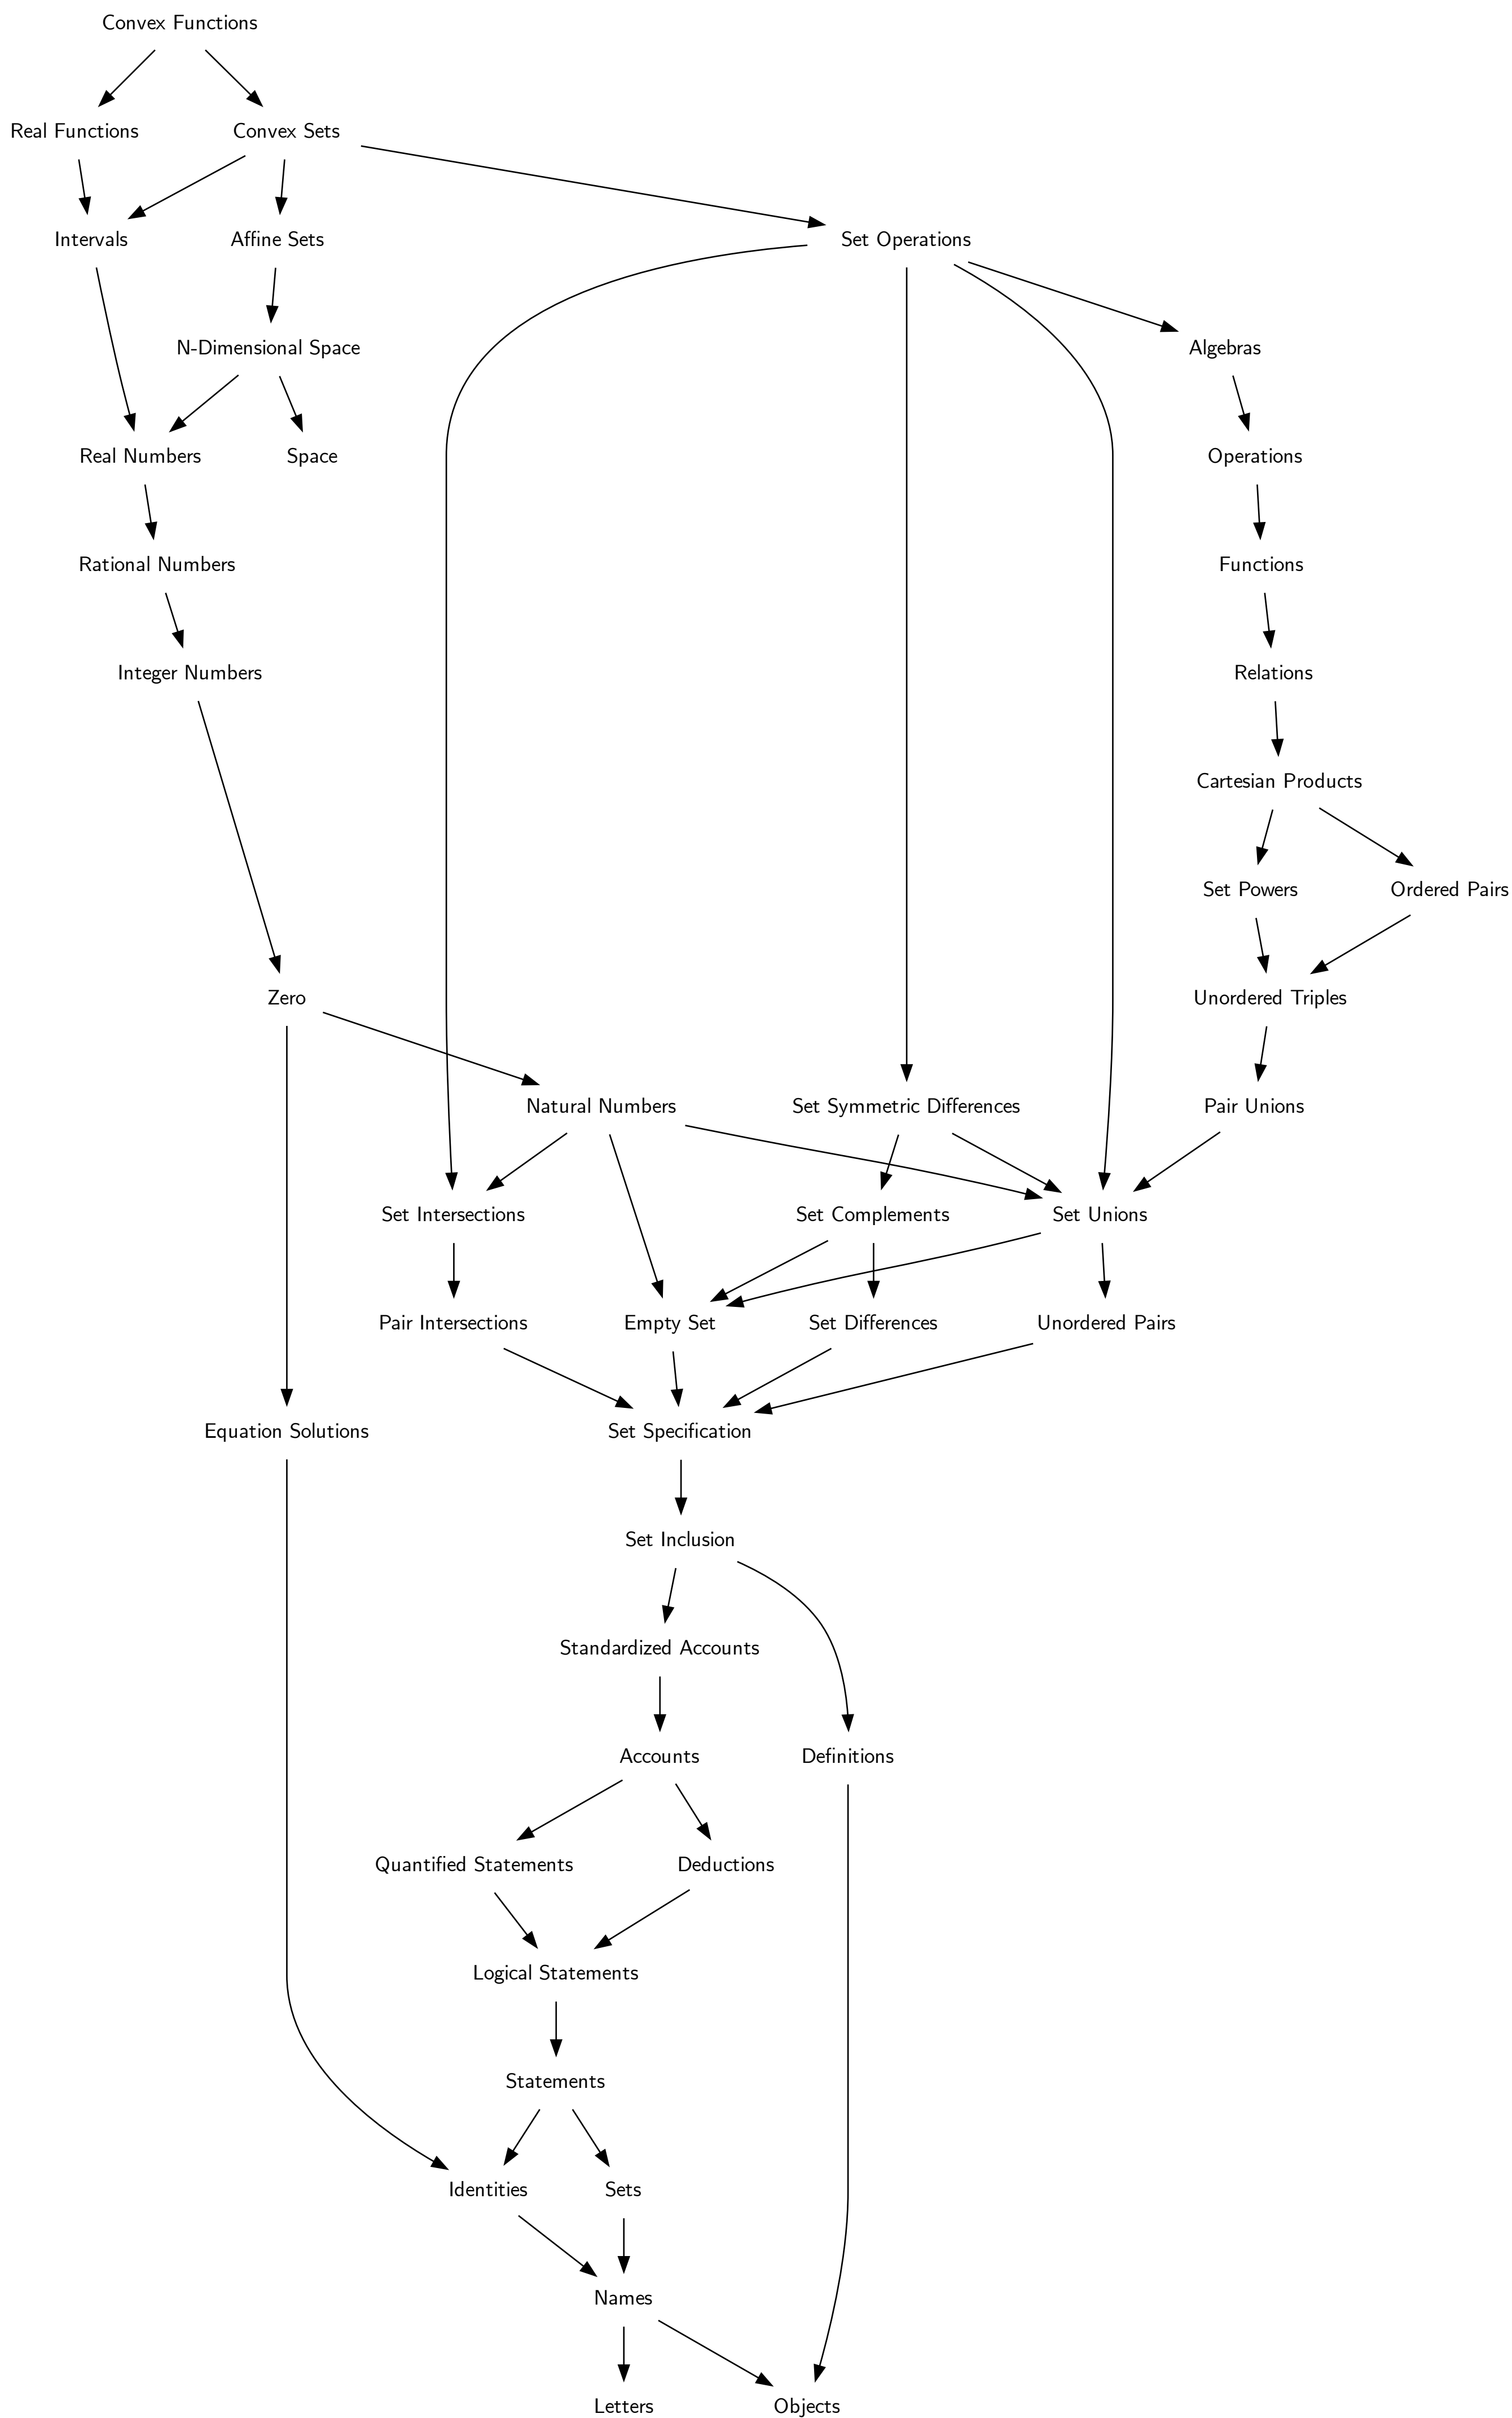 Convex Functions
Real Functions
Convex Sets
Intervals
Affine Sets
Set Operations
N-Dimensional Space
Algebras
Real Numbers
Space
Operations
Rational Numbers
Functions
Integer Numbers
Relations
Cartesian Products
Set Powers
Ordered Pairs
Zero
Unordered Triples
Natural Numbers
Set Symmetric Differences
Pair Unions
Set Intersections
Set Complements
Set Unions
Pair Intersections
Empty Set
Set Differences
Unordered Pairs
Equation Solutions
Set Specification
Set Inclusion
Standardized Accounts
Accounts
Definitions
Quantified Statements
Deductions
Logical Statements
Statements
Identities
Sets
Names
Letters
Objects